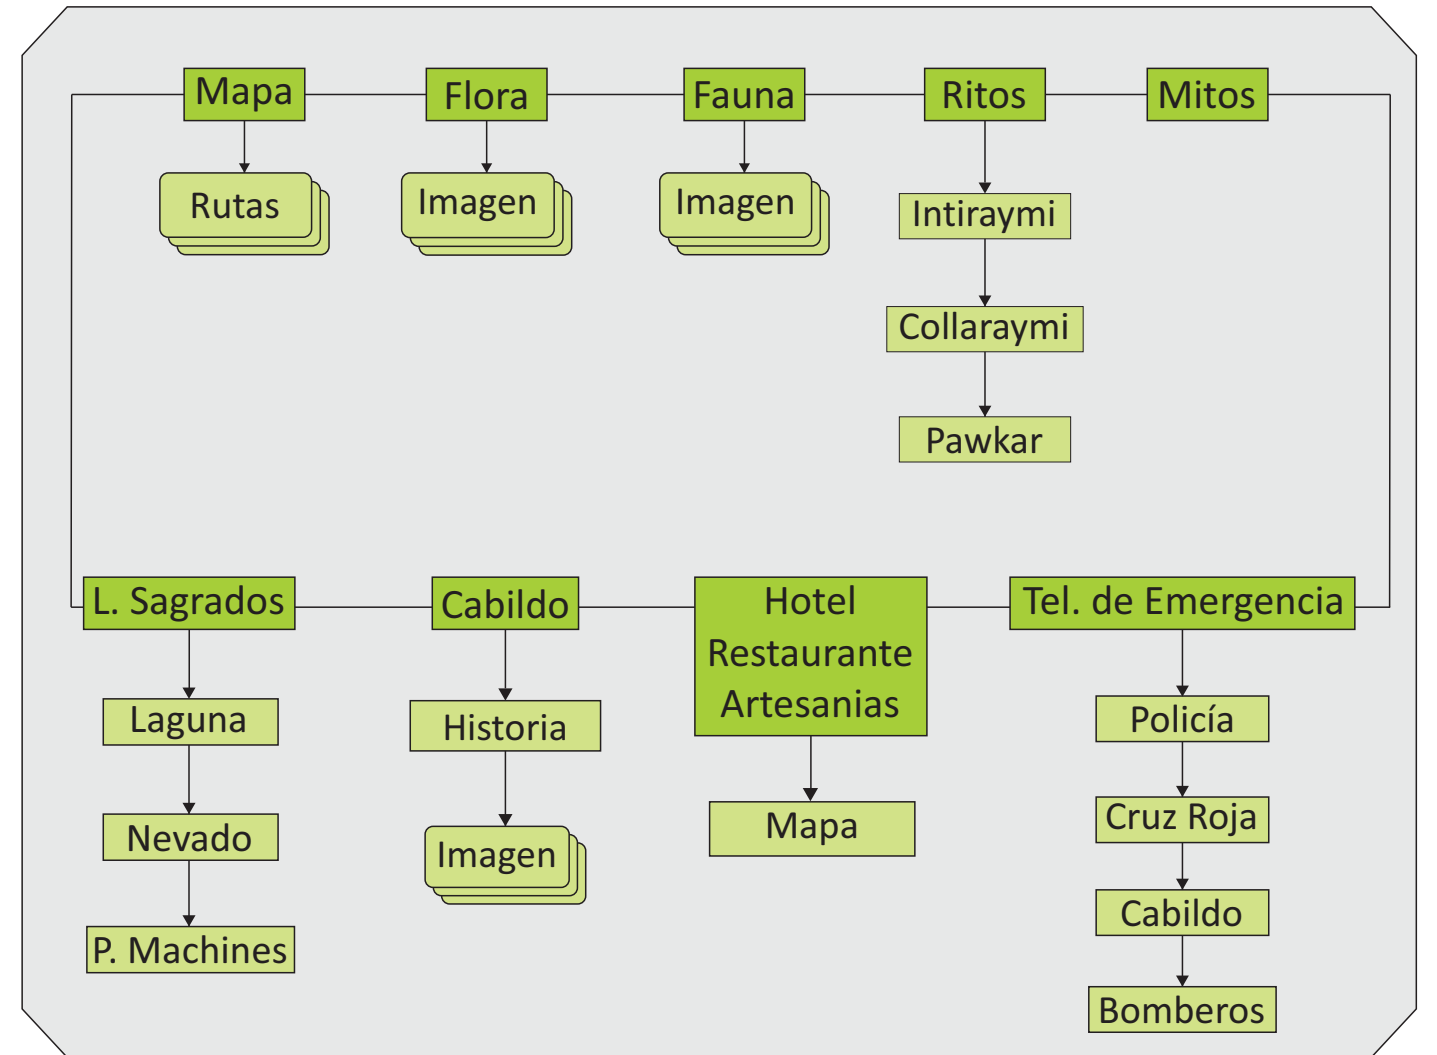 Mapa
Flora
Fauna
Ritos
Mitos
Rutas
Imagen
Imagen
Intiraymi
Collaraymi
Pawkar
L. Sagrados
Cabildo
Hotel
Restaurante
Artesanias
Tel. de Emergencia
Laguna
Historia
Policía
Nevado
Imagen
Mapa
Cruz Roja
P. Machines
Cabildo
Bomberos